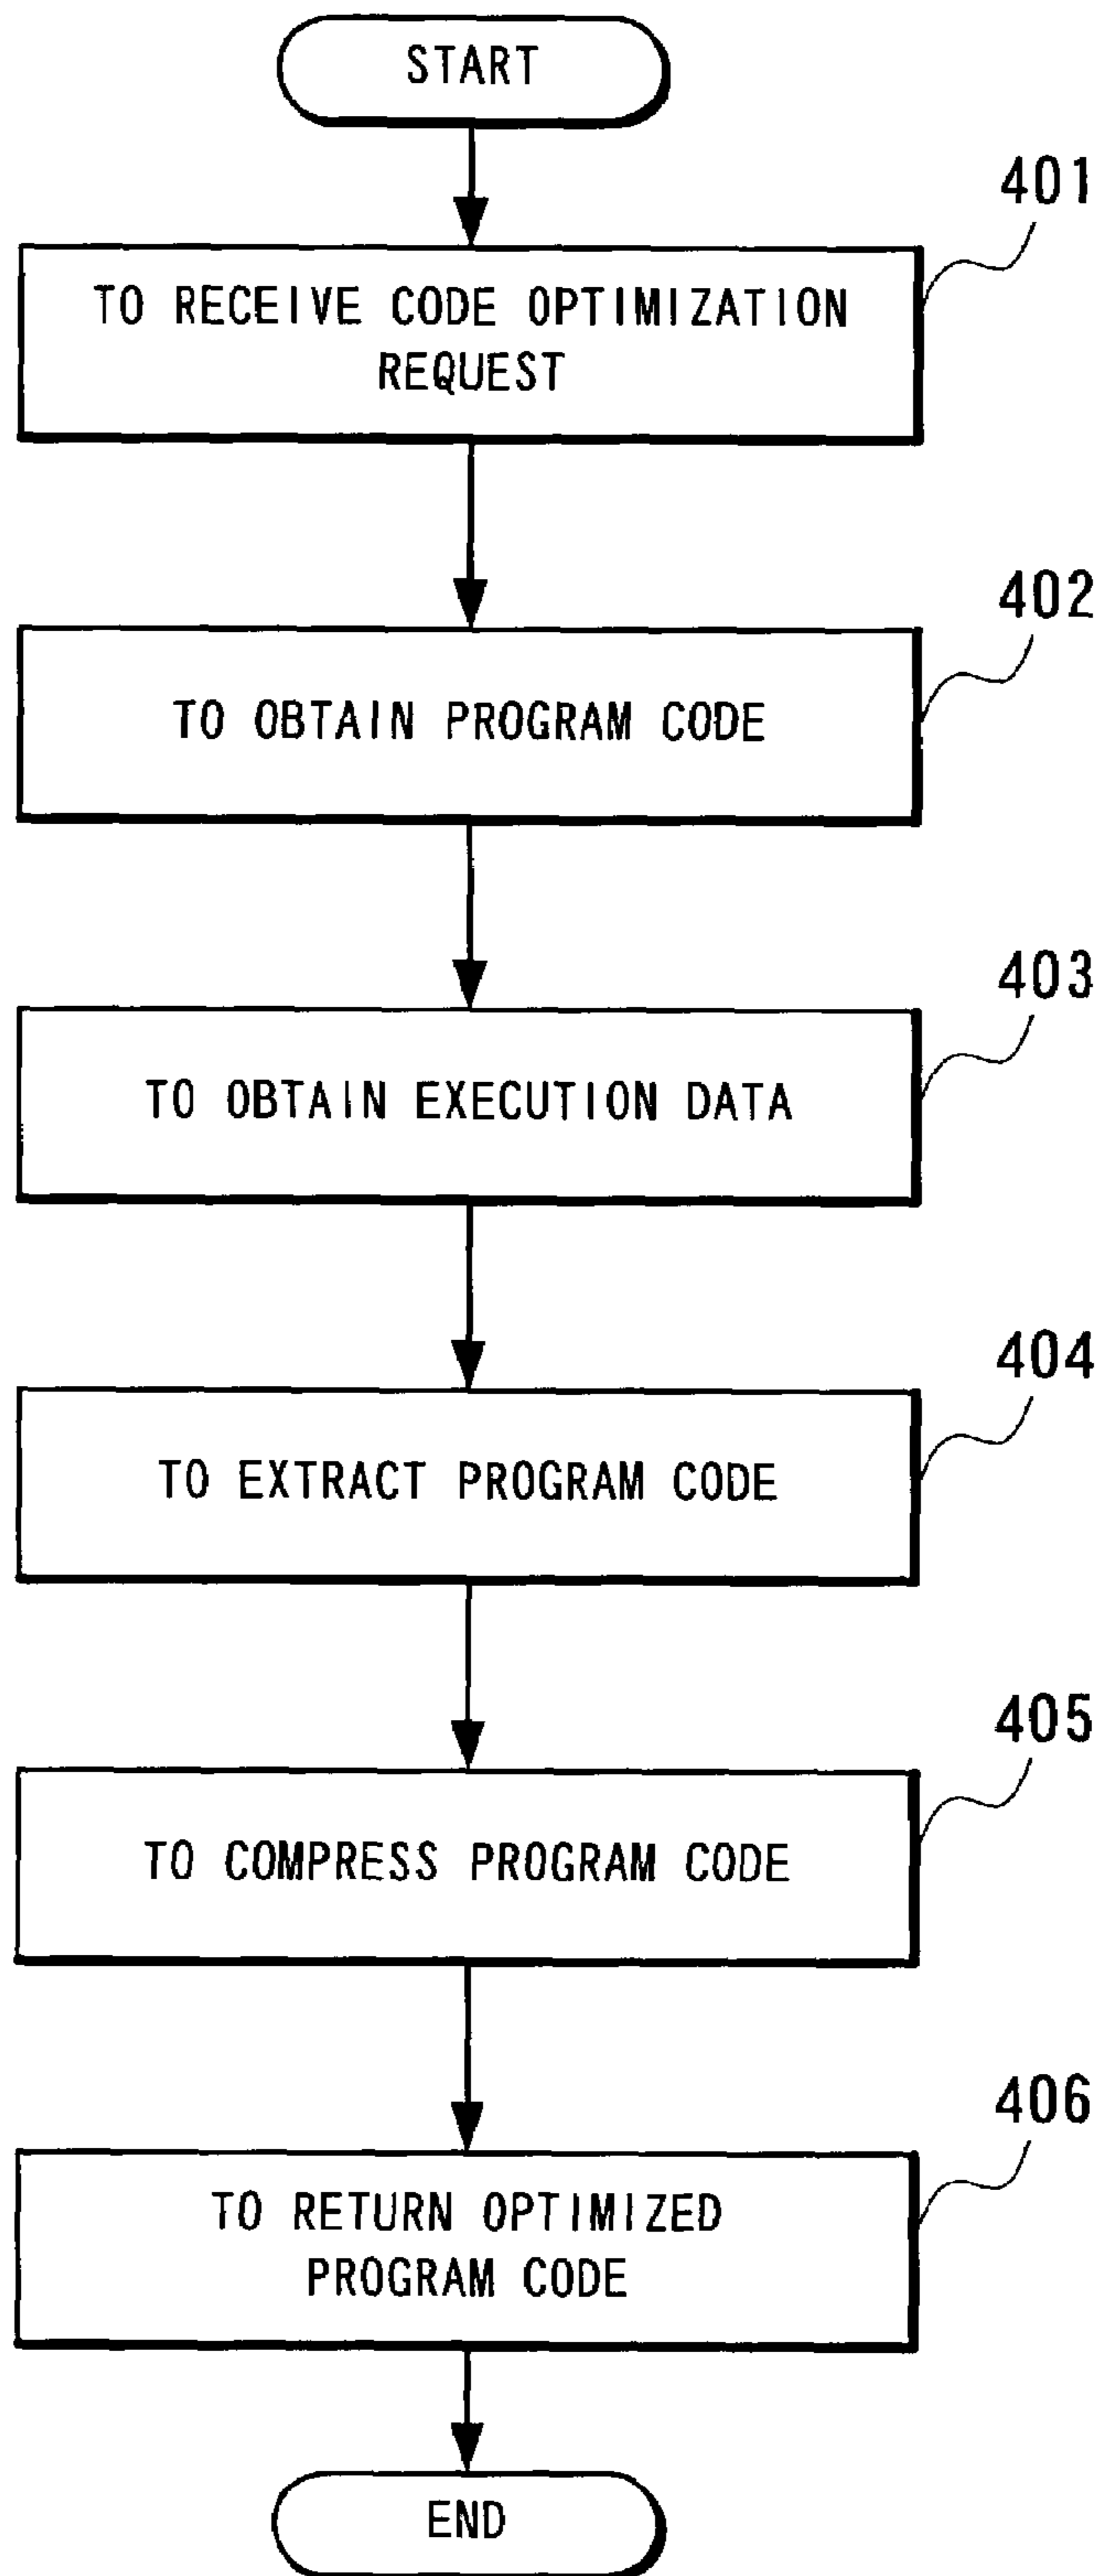 START
401
TO RECEIVE CODE OPTIMIZATION
REQUEST
402
TO OBTAIN PROGRAM CODE
403
TO OBTAIN EXECUTION DATA
404
TO EXTRACT PROGRAM CODE
405
TO COMPRESS PROGRAM CODE
406
TO RETURN OPTIMIZED
PROGRAM CODE
END